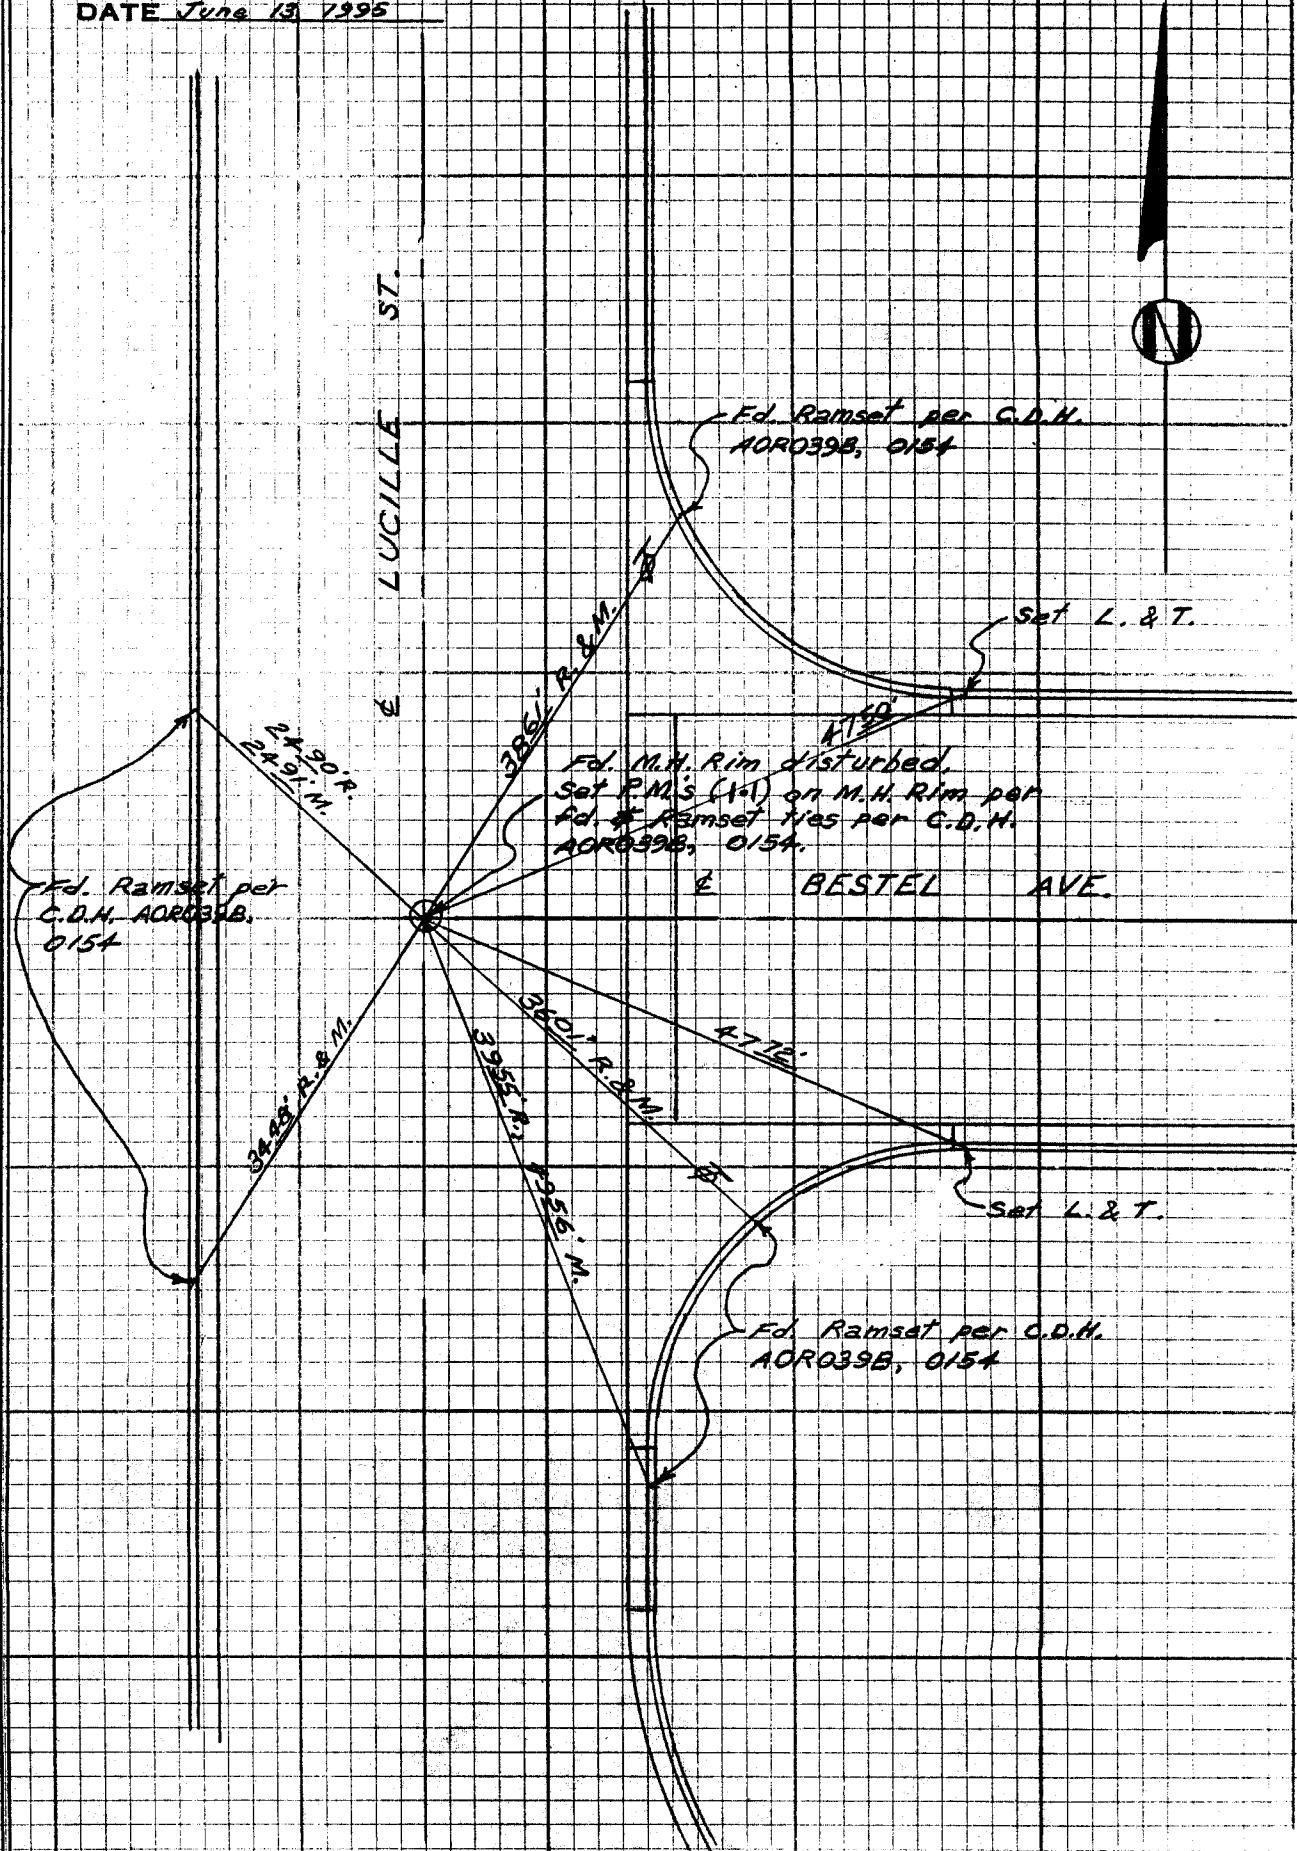 DATE June 13, 1995
℄ LUCILLE ST.
N
Fd. Ramset per C.D.H.
AOR039B, 0154
Set L. & T.
38.61' R. & M.
47.50'
24.90' R.
24.91' M.
Fd. M.H. Rim disturbed.
Set P.M.'s (1•1) on M.H. Rim per
Fd. Ramset ties per C.D.H.
AOR039B, 0154.
℄ BESTEL AVE.
Fd. Ramset per
C.D.H. AOR039B,
0154
34.48' R. & M.
39.55' R.,
36.01' R. & M.
47.72'
Set L. & T.
Fd. Ramset per C.D.H.
AOR039B, 0154